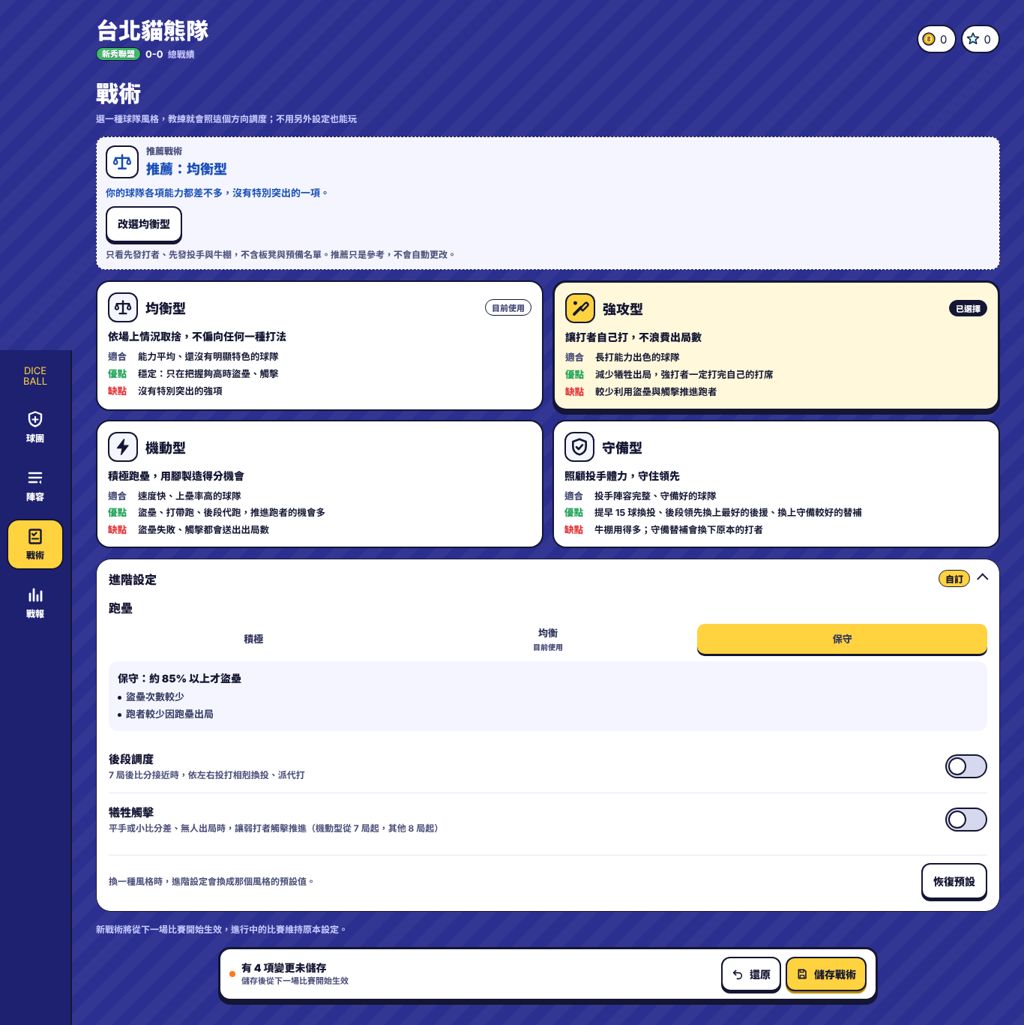 台北貓熊隊
新秀聯盟 0-0 總戰績
0 0
戰術
選一種球隊風格，教練就會照這個方向調度；不用另外設定也能玩
推薦戰術
推薦：均衡型
你的球隊各項能力都差不多，沒有特別突出的一項。
改選均衡型
只看先發打者、先發投手與牛棚，不含板凳與預備名單。推薦只是參考，不會自動更改。
均衡型
目前使用
依場上情況取捨，不偏向任何一種打法
適合 能力平均、還沒有明顯特色的球隊
優點 穩定：只在把握夠高時盜壘、觸擊
缺點 沒有特別突出的強項
強攻型
已選擇
讓打者自己打，不浪費出局數
適合 長打能力出色的球隊
優點 減少犧牲出局，強打者一定打完自己的打席
缺點 較少利用盜壘與觸擊推進跑者
機動型
積極跑壘，用腳製造得分機會
適合 速度快、上壘率高的球隊
優點 盜壘、打帶跑、後段代跑，推進跑者的機會多
缺點 盜壘失敗、觸擊都會送出出局數
守備型
照顧投手體力，守住領先
適合 投手陣容完整、守備好的球隊
優點 提早 15 球換投、後段領先換上最好的後援、換上守備較好的替補
缺點 牛棚用得多；守備替補會換下原本的打者
DICE
BALL
球團
陣容
戰術
戰報
進階設定
自訂
跑壘
積極
均衡
目前使用
保守
保守：約 85% 以上才盜壘
• 盜壘次數較少
• 跑者較少因跑壘出局
後段調度
7 局後比分接近時，依左右投打相剋換投、派代打
犧牲觸擊
平手或小比分差、無人出局時，讓弱打者觸擊推進（機動型從 7 局起，其他 8 局起）
換一種風格時，進階設定會換成那個風格的預設值。
恢復預設
新戰術將從下一場比賽開始生效，進行中的比賽維持原本設定。
有 4 項變更未儲存
儲存後從下一場比賽開始生效
還原
儲存戰術